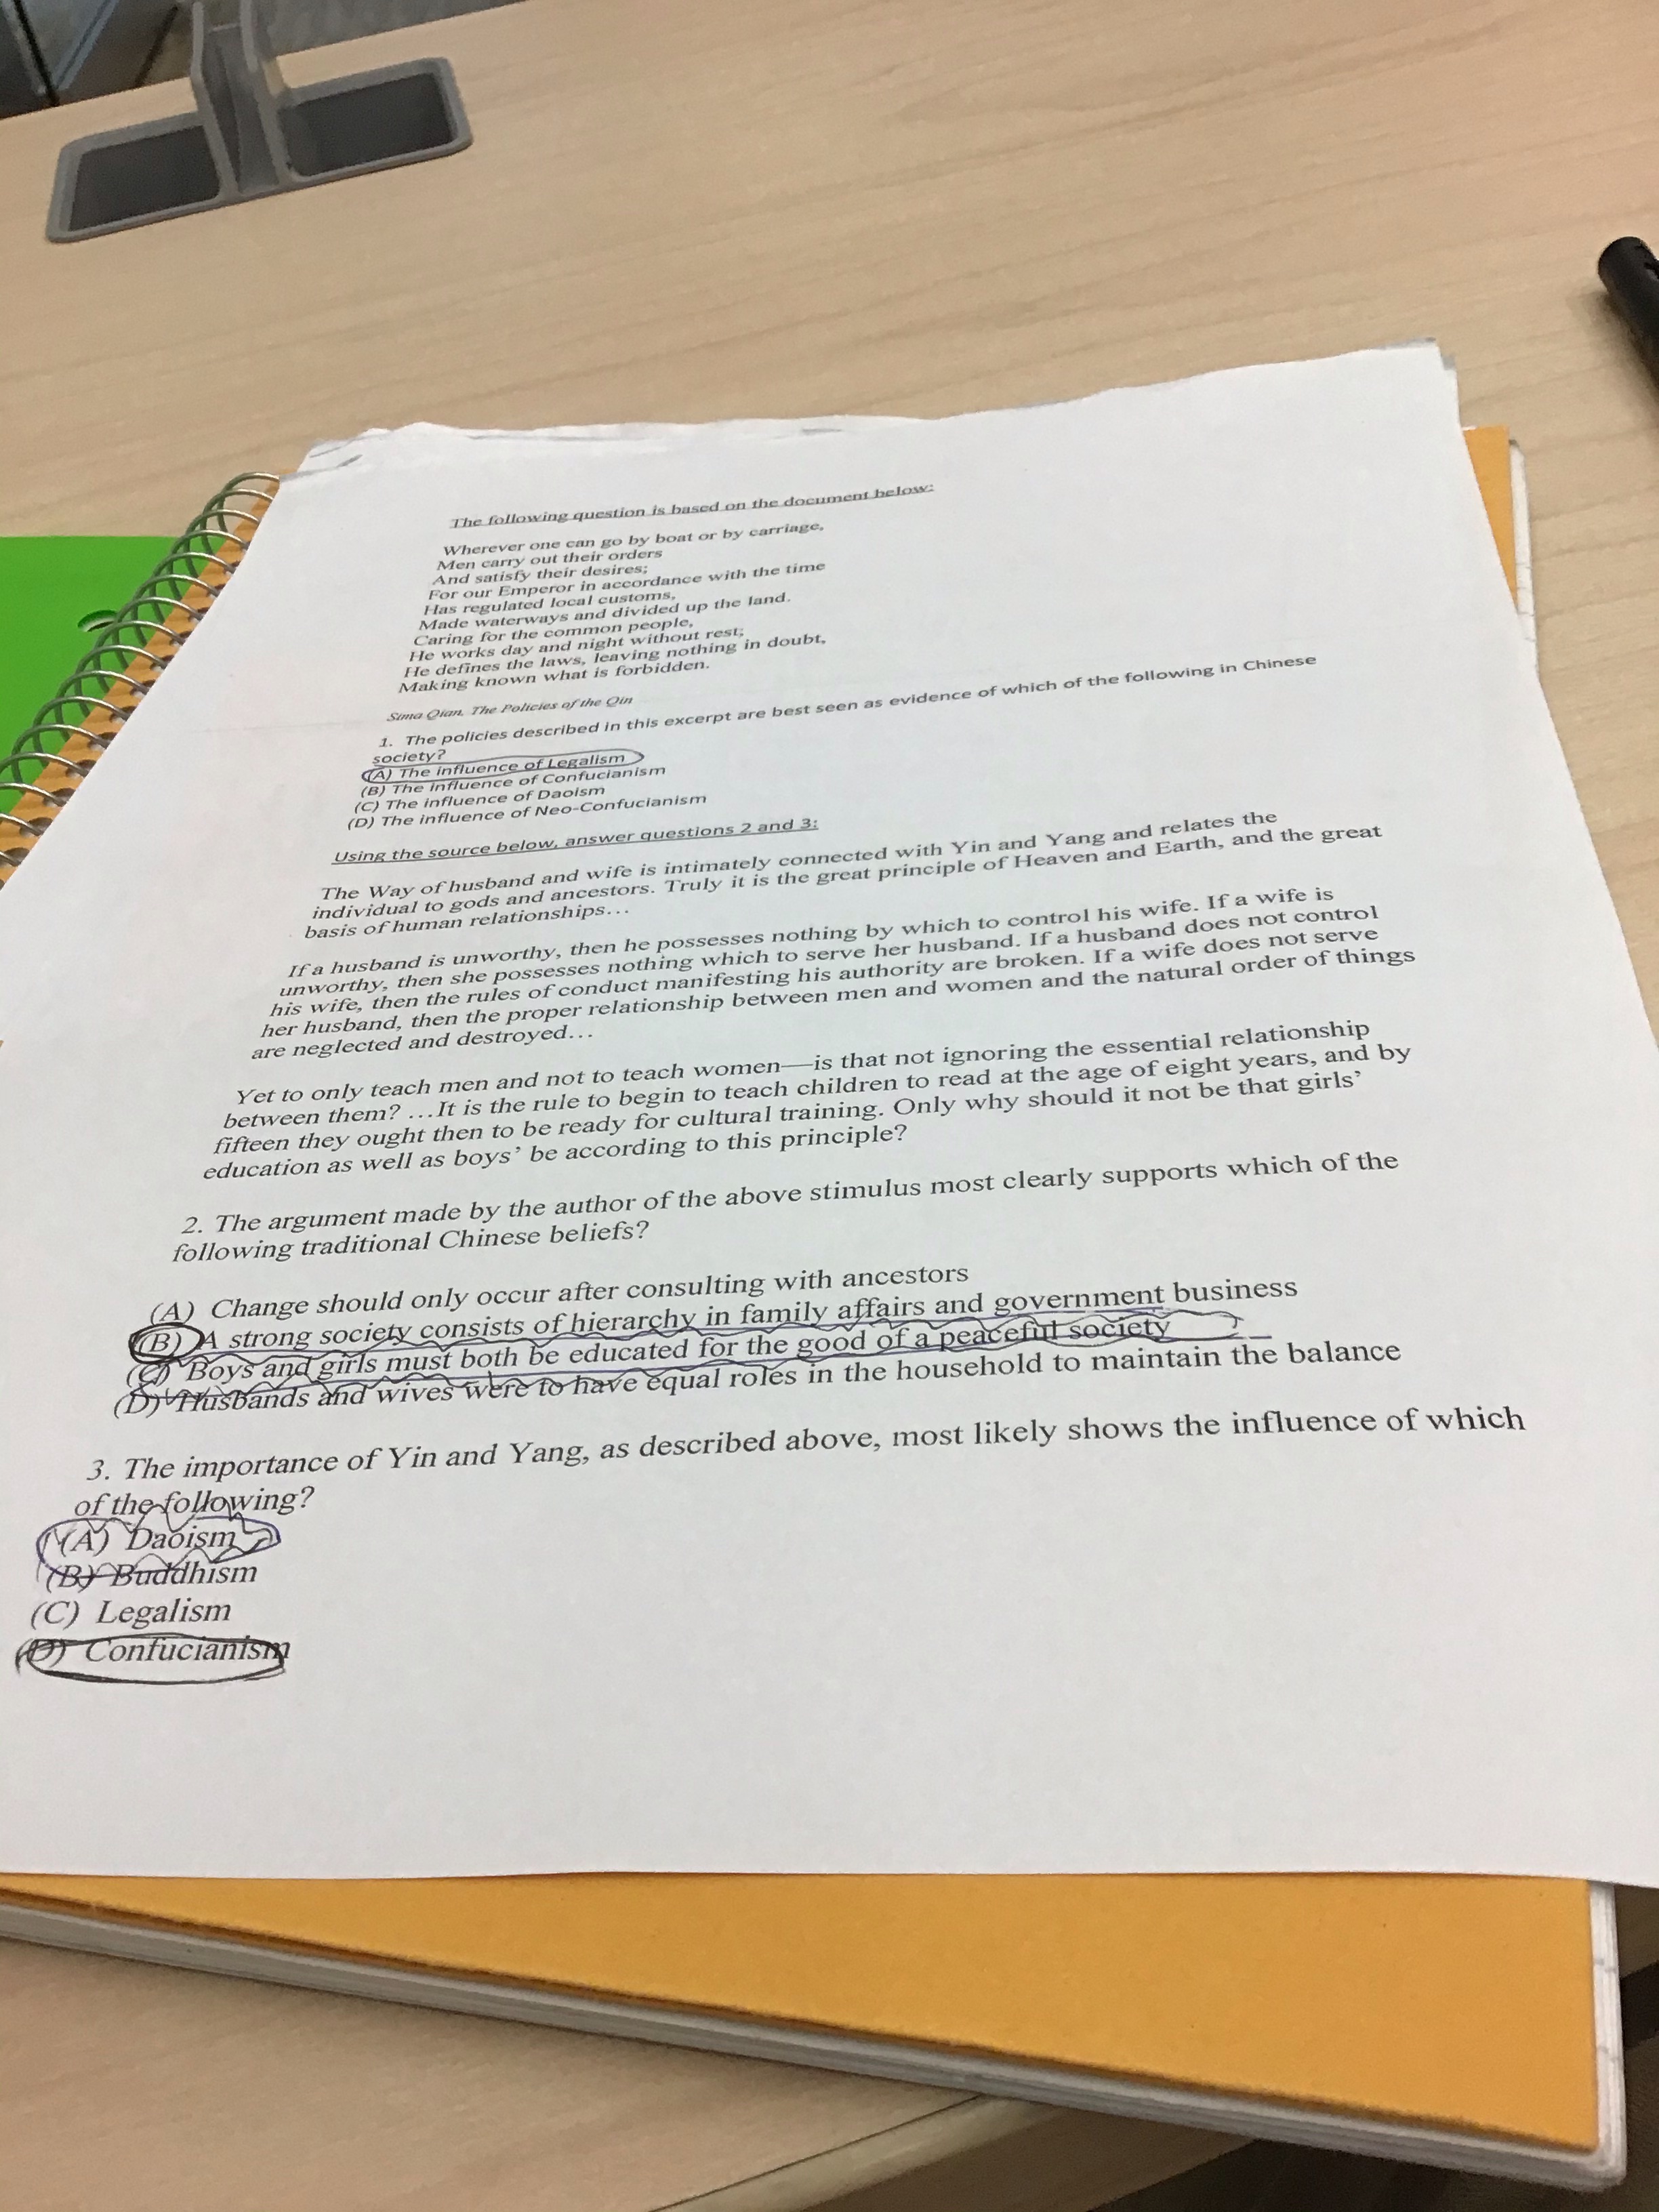 The following question is based on the document below:
Wherever one can go by boat or by carriage,
Men carry out their orders
And satisfy their desires;
For our Emperor in accordance with the time
Has regulated local customs,
Made waterways and divided up the land.
Caring for the common people,
He works day and night without rest;
He defines the laws, leaving nothing in doubt,
Making known what is forbidden.
Sima Qian, The Policies of the Qin
1. The policies described in this excerpt are best seen as evidence of which of the following in Chinese
society?
(A) The influence of Legalism
(B) The influence of Confucianism
(C) The influence of Daoism
(D) The influence of Neo-Confucianism
Using the source below, answer questions 2 and 3:
The Way of husband and wife is intimately connected with Yin and Yang and relates the
individual to gods and ancestors. Truly it is the great principle of Heaven and Earth, and the great
basis of human relationships...
If a husband is unworthy, then he possesses nothing by which to control his wife. If a wife is
unworthy, then she possesses nothing which to serve her husband. If a husband does not control
his wife, then the rules of conduct manifesting his authority are broken. If a wife does not serve
her husband, then the proper relationship between men and women and the natural order of things
are neglected and destroyed...
Yet to only teach men and not to teach women—is that not ignoring the essential relationship
between them? ...It is the rule to begin to teach children to read at the age of eight years, and by
fifteen they ought then to be ready for cultural training. Only why should it not be that girls'
education as well as boys' be according to this principle?
2. The argument made by the author of the above stimulus most clearly supports which of the
following traditional Chinese beliefs?
(A) Change should only occur after consulting with ancestors
(B) A strong society consists of hierarchy in family affairs and government business
(C) Boys and girls must both be educated for the good of a peaceful society
(D) Husbands and wives were to have equal roles in the household to maintain the balance
3. The importance of Yin and Yang, as described above, most likely shows the influence of which
of the following?
(A) Daoism
(B) Buddhism
(C) Legalism
(D) Confucianism